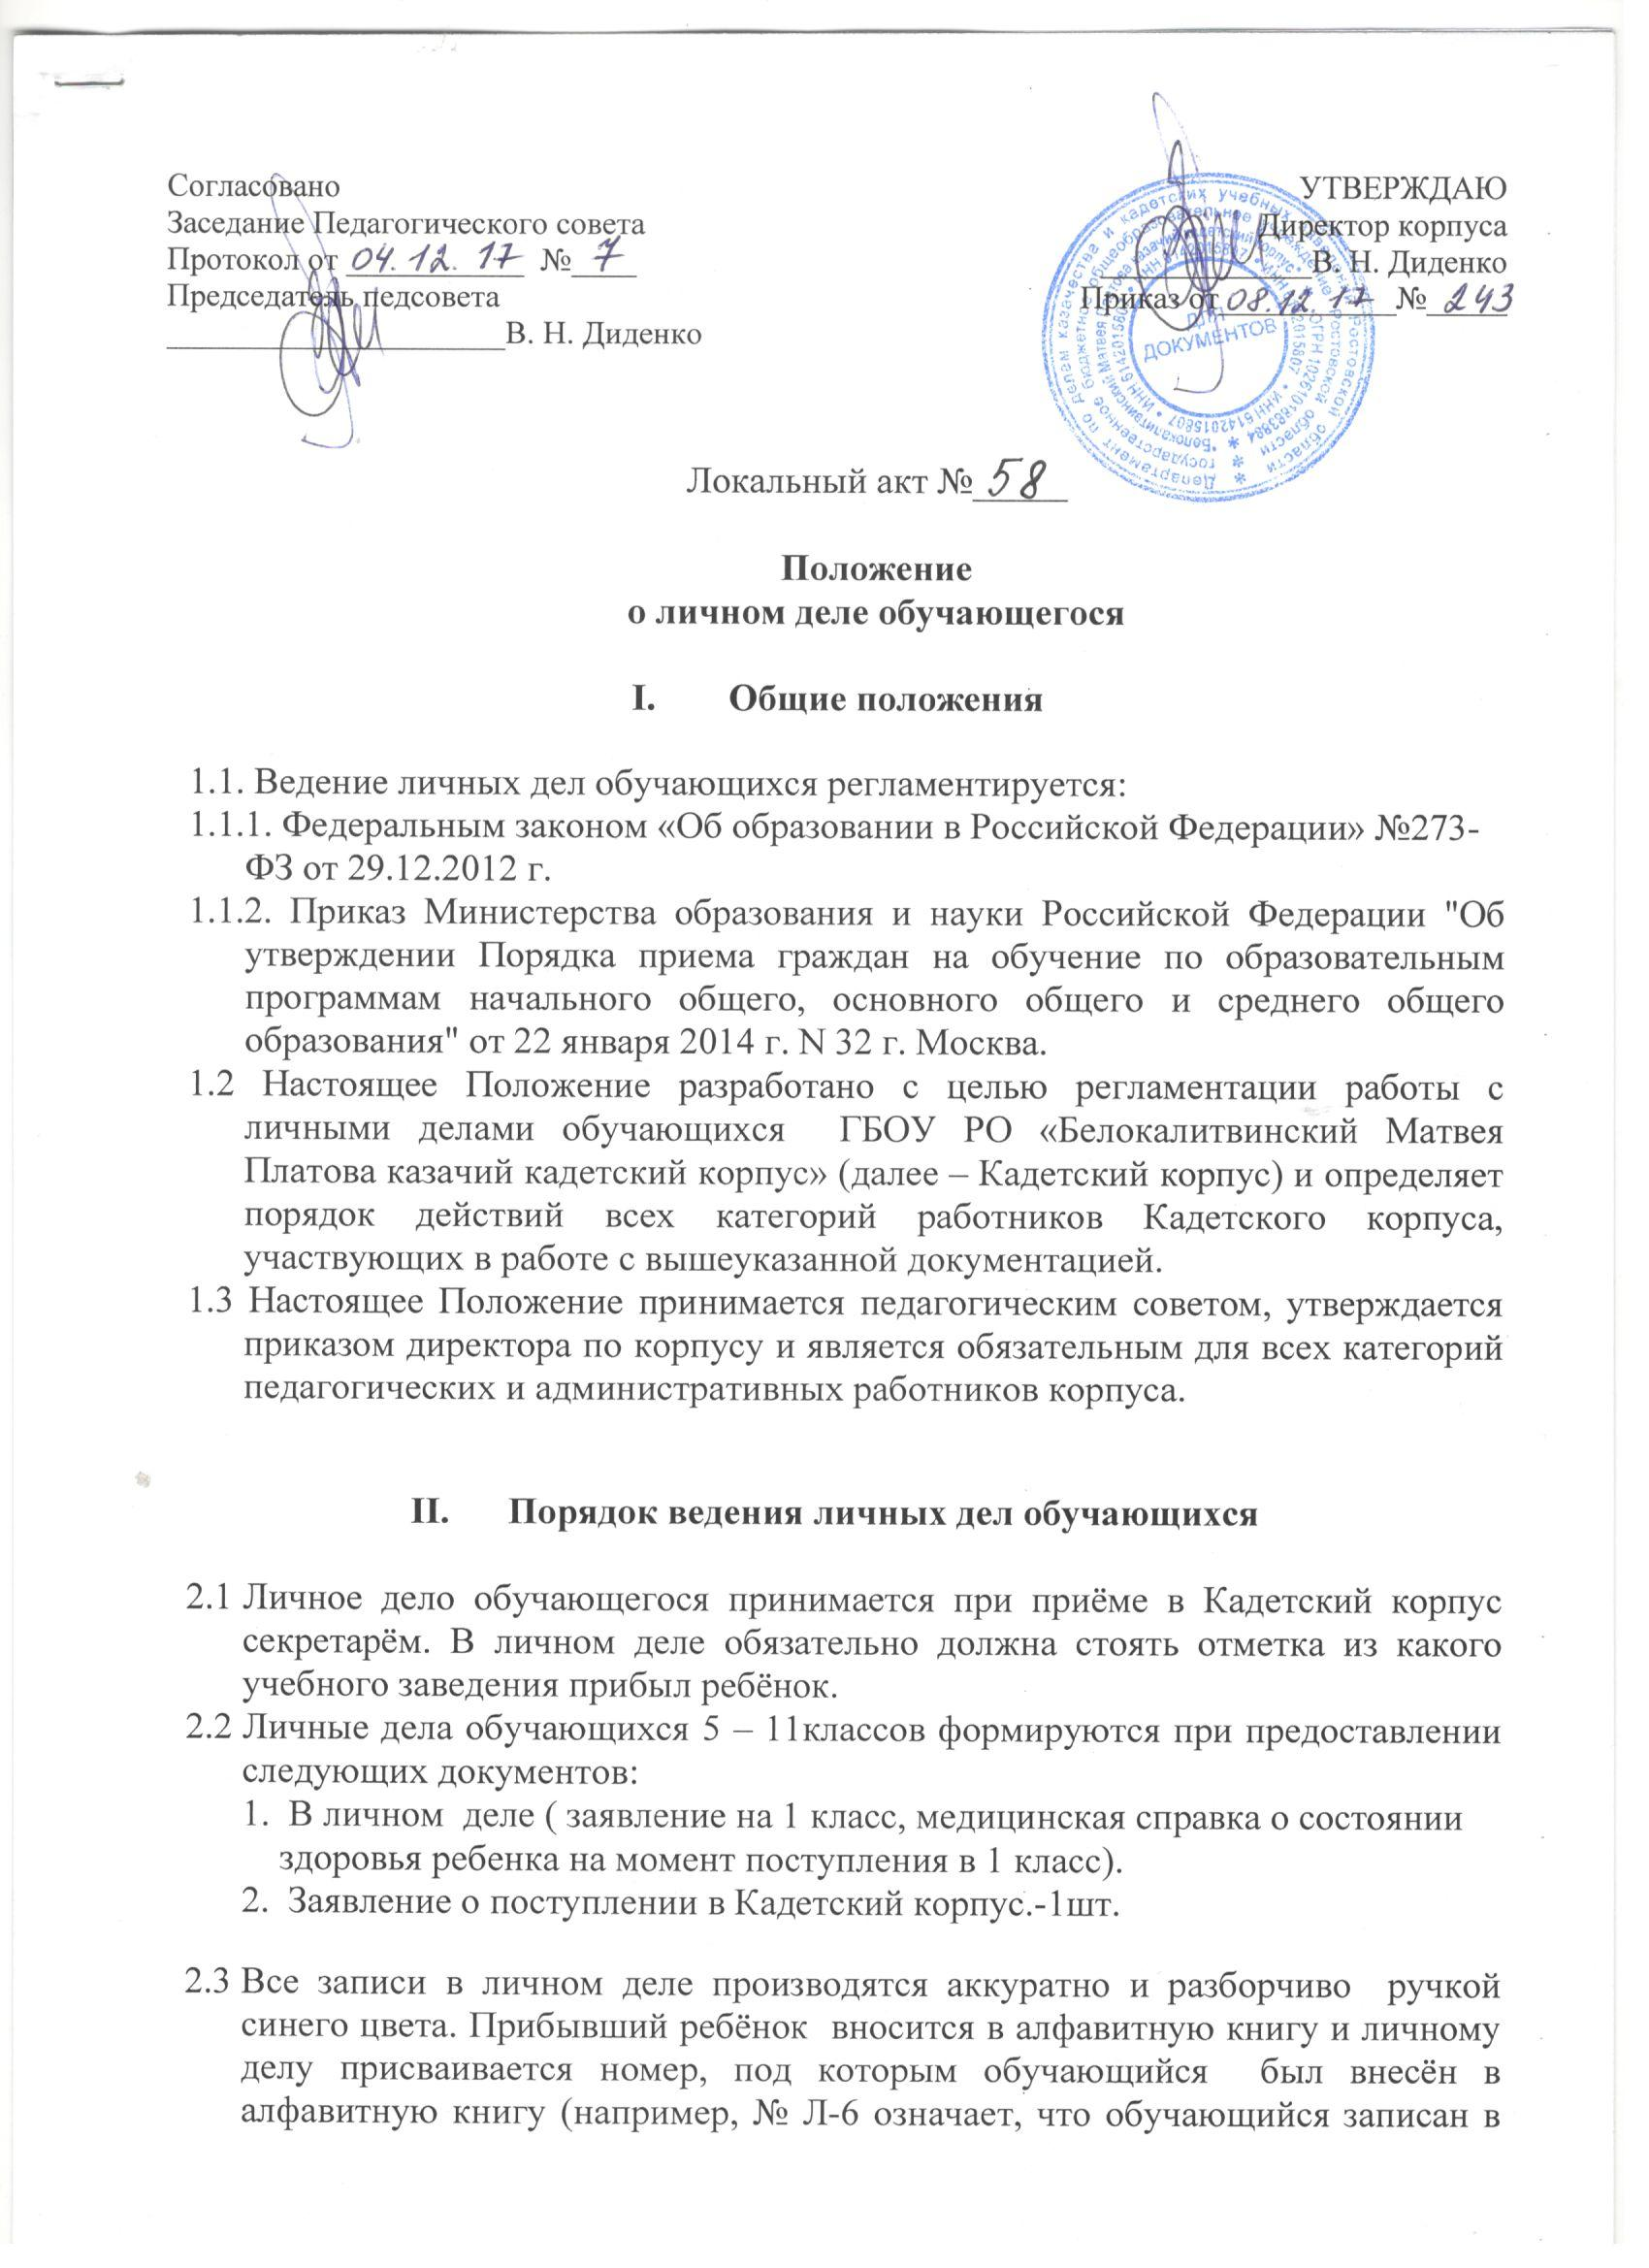 Согласовано
Заседание Педагогического совета
Протокол от 04.12.17 № 7
Председатель педсовета
В. Н. Диденко
УТВЕРЖДАЮ
Директор корпуса
В. Н. Диденко
Приказ от 08.12.17 № 243
ДЛЯ
ДОКУМЕНТОВ
Локальный акт № 58
Положение
о личном деле обучающегося
I. Общие положения
1.1. Ведение личных дел обучающихся регламентируется:
1.1.1. Федеральным законом «Об образовании в Российской Федерации» №273-
ФЗ от 29.12.2012 г.
1.1.2. Приказ Министерства образования и науки Российской Федерации "Об
утверждении Порядка приема граждан на обучение по образовательным
программам начального общего, основного общего и среднего общего
образования" от 22 января 2014 г. N 32 г. Москва.
1.2 Настоящее Положение разработано с целью регламентации работы с
личными делами обучающихся ГБОУ РО «Белокалитвинский Матвея
Платова казачий кадетский корпус» (далее – Кадетский корпус) и определяет
порядок действий всех категорий работников Кадетского корпуса,
участвующих в работе с вышеуказанной документацией.
1.3 Настоящее Положение принимается педагогическим советом, утверждается
приказом директора по корпусу и является обязательным для всех категорий
педагогических и административных работников корпуса.
II. Порядок ведения личных дел обучающихся
2.1 Личное дело обучающегося принимается при приёме в Кадетский корпус
секретарём. В личном деле обязательно должна стоять отметка из какого
учебного заведения прибыл ребёнок.
2.2 Личные дела обучающихся 5 – 11классов формируются при предоставлении
следующих документов:
1. В личном деле ( заявление на 1 класс, медицинская справка о состоянии
здоровья ребенка на момент поступления в 1 класс).
2. Заявление о поступлении в Кадетский корпус.-1шт.
2.3 Все записи в личном деле производятся аккуратно и разборчиво ручкой
синего цвета. Прибывший ребёнок вносится в алфавитную книгу и личному
делу присваивается номер, под которым обучающийся был внесён в
алфавитную книгу (например, № Л-6 означает, что обучающийся записан в